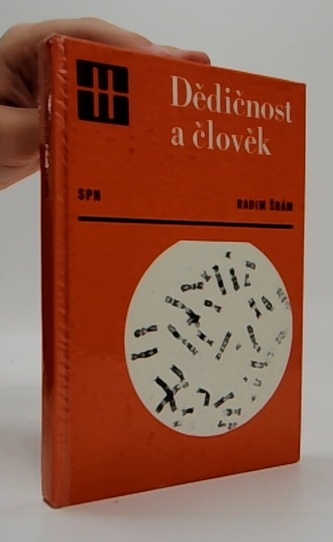 Dědičnost
a člověk
SPN
RADIM ŠRÁM